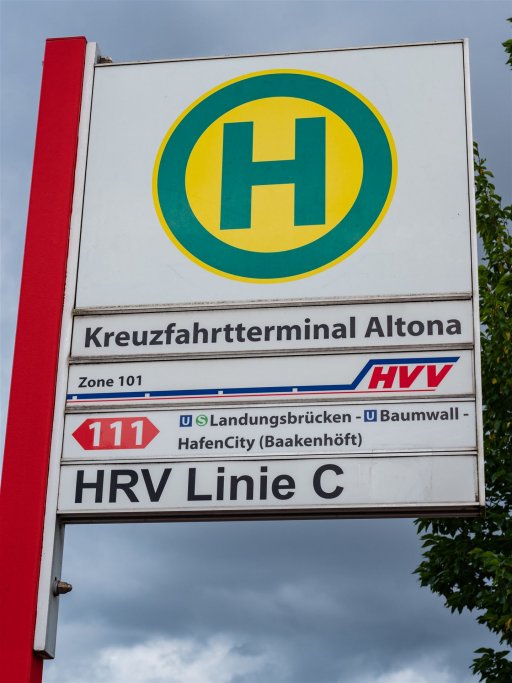 H
Kreuzfahrtterminal Altona
Zone 101 HVV
111 U S Landungsbrücken - U Baumwall -
HafenCity (Baakenhöft)
HRV Linie C